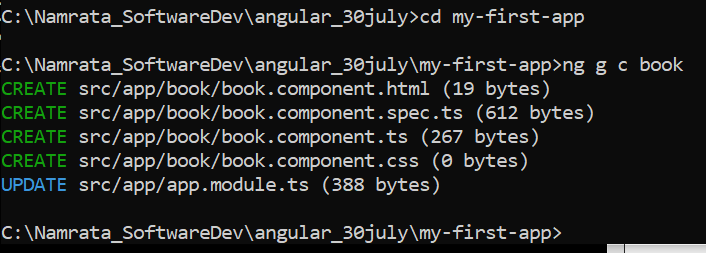 C:\Namrata_SoftwareDev\angular_30july>cd my-first-app
C:\Namrata_SoftwareDev\angular_30july\my-first-app>ng g c book
CREATE src/app/book/book.component.html (19 bytes)
CREATE src/app/book/book.component.spec.ts (612 bytes)
CREATE src/app/book/book.component.ts (267 bytes)
CREATE src/app/book/book.component.css (0 bytes)
UPDATE src/app/app.module.ts (388 bytes)
C:\Namrata_SoftwareDev\angular_30july\my-first-app>